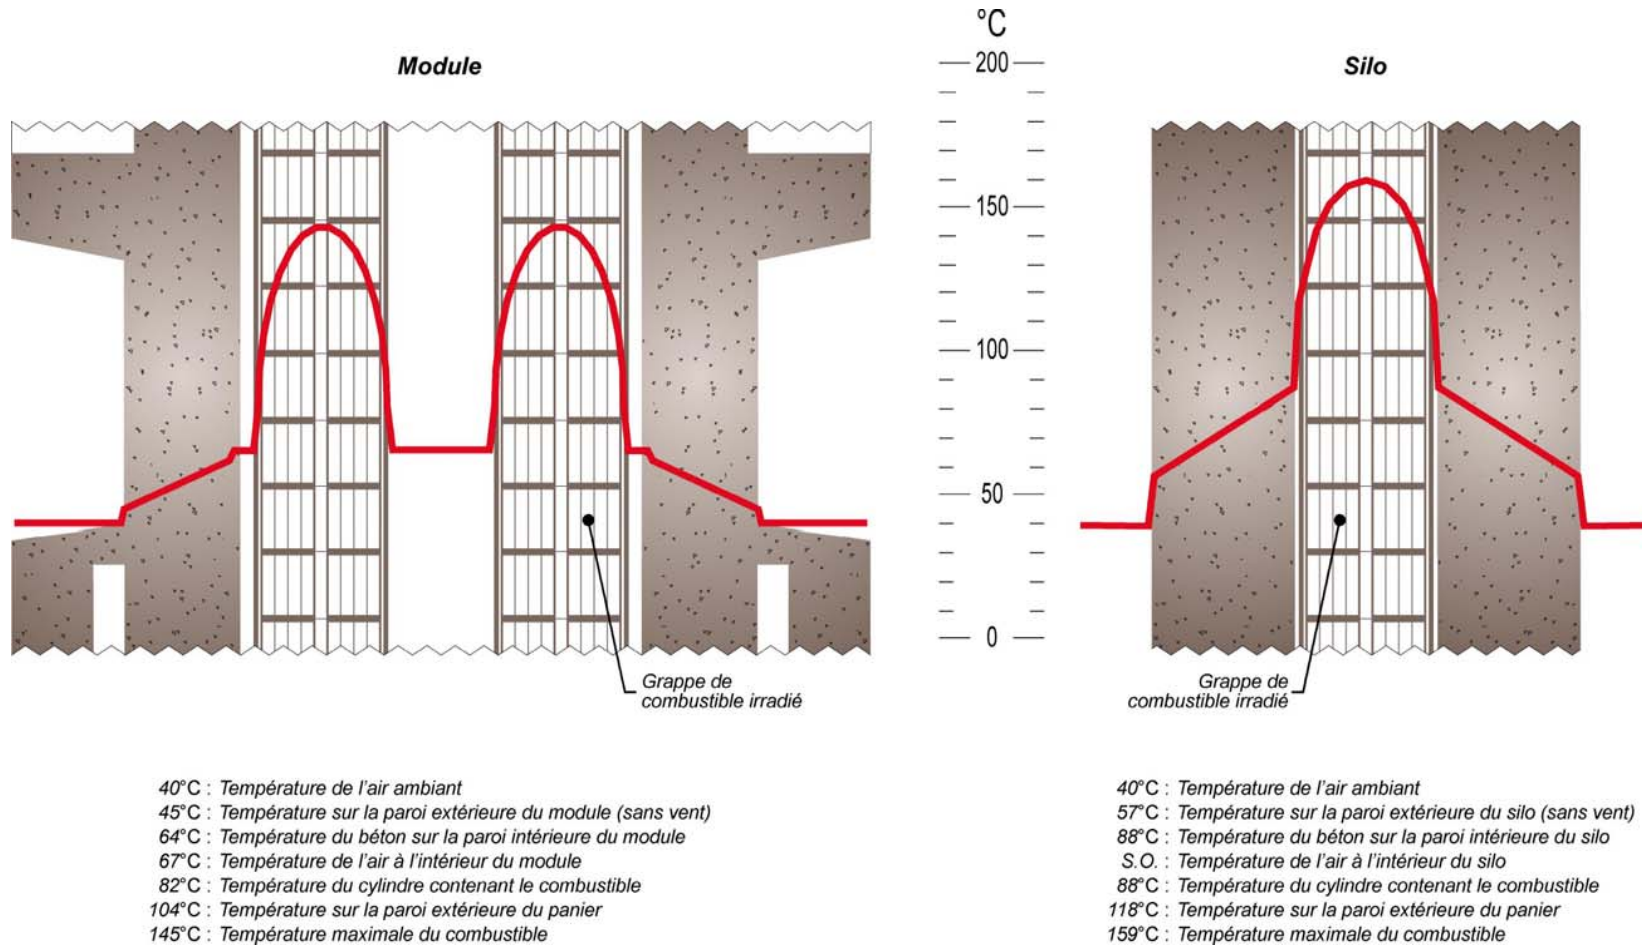 Module
°C
Silo
200
150
100
50
0
Grappe de
combustible irradié
Grappe de
combustible irradié
40°C : Température de l'air ambiant
45°C : Température sur la paroi extérieure du module (sans vent)
64°C : Température du béton sur la paroi intérieure du module
67°C : Température de l'air à l'intérieur du module
82°C : Température du cylindre contenant le combustible
104°C : Température sur la paroi extérieure du panier
145°C : Température maximale du combustible
40°C : Température de l'air ambiant
57°C : Température sur la paroi extérieure du silo (sans vent)
88°C : Température du béton sur la paroi intérieure du silo
S.O. : Température de l'air à l'intérieur du silo
88°C : Température du cylindre contenant le combustible
118°C : Température sur la paroi extérieure du panier
159°C : Température maximale du combustible